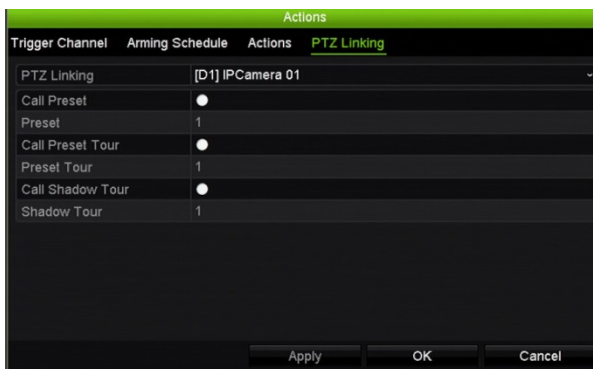 Actions
Trigger Channel Arming Schedule Actions PTZ Linking
PTZ Linking [D1] IPCamera 01
Call Preset
Preset 1
Call Preset Tour
Preset Tour 1
Call Shadow Tour
Shadow Tour 1
Apply OK Cancel